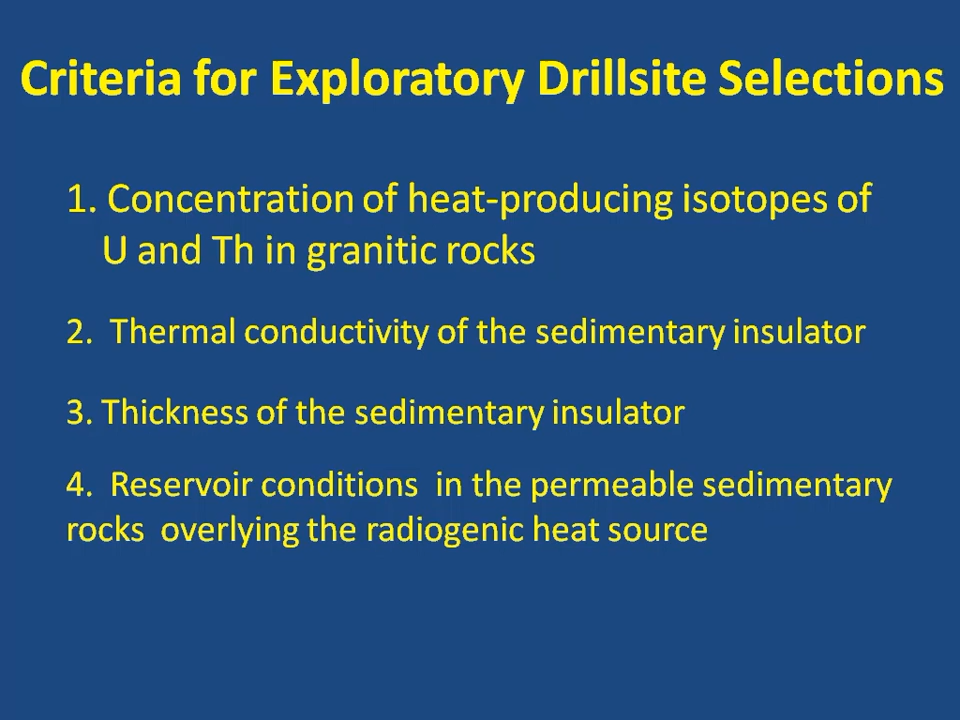 Criteria for Exploratory Drillsite Selections
1. Concentration of heat-producing isotopes of
U and Th in granitic rocks
2. Thermal conductivity of the sedimentary insulator
3. Thickness of the sedimentary insulator
4. Reservoir conditions in the permeable sedimentary
rocks overlying the radiogenic heat source